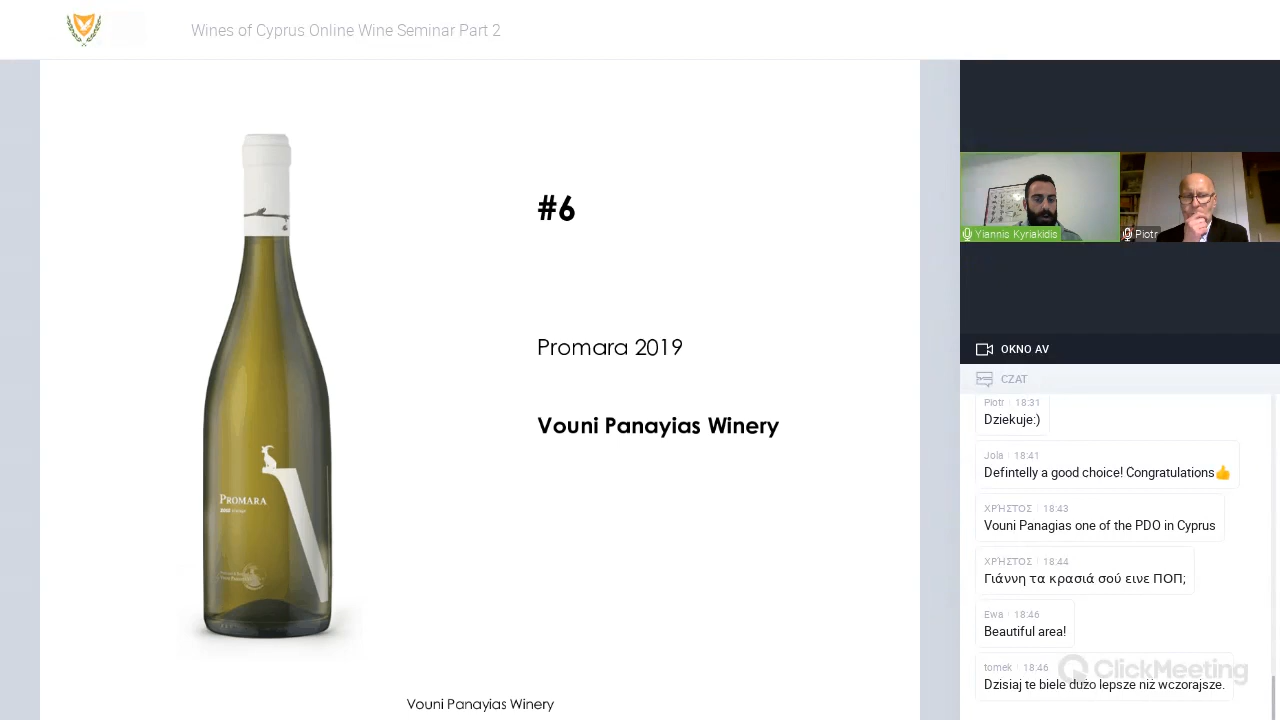 Wines of Cyprus Online Wine Seminar Part 2
#6
Promara 2019
Vouni Panayias Winery
PROMARA
Vouni Panayias Winery
Yiannis Kyriakidis
Piotr
OKNO AV
CZAT
Piotr 18:31
Dziekuje:)
Jola 18:41
Defintelly a good choice! Congratulations👍
ΧΡΉΣΤΟΣ 18:43
Vouni Panagias one of the PDO in Cyprus
ΧΡΉΣΤΟΣ 18:44
Γιάννη τα κρασιά σού εινε ΠΟΠ;
Ewa 18:46
Beautiful area!
tomek 18:46
Dzisiaj te biele dużo lepsze niż wczorajsze.
ClickMeeting